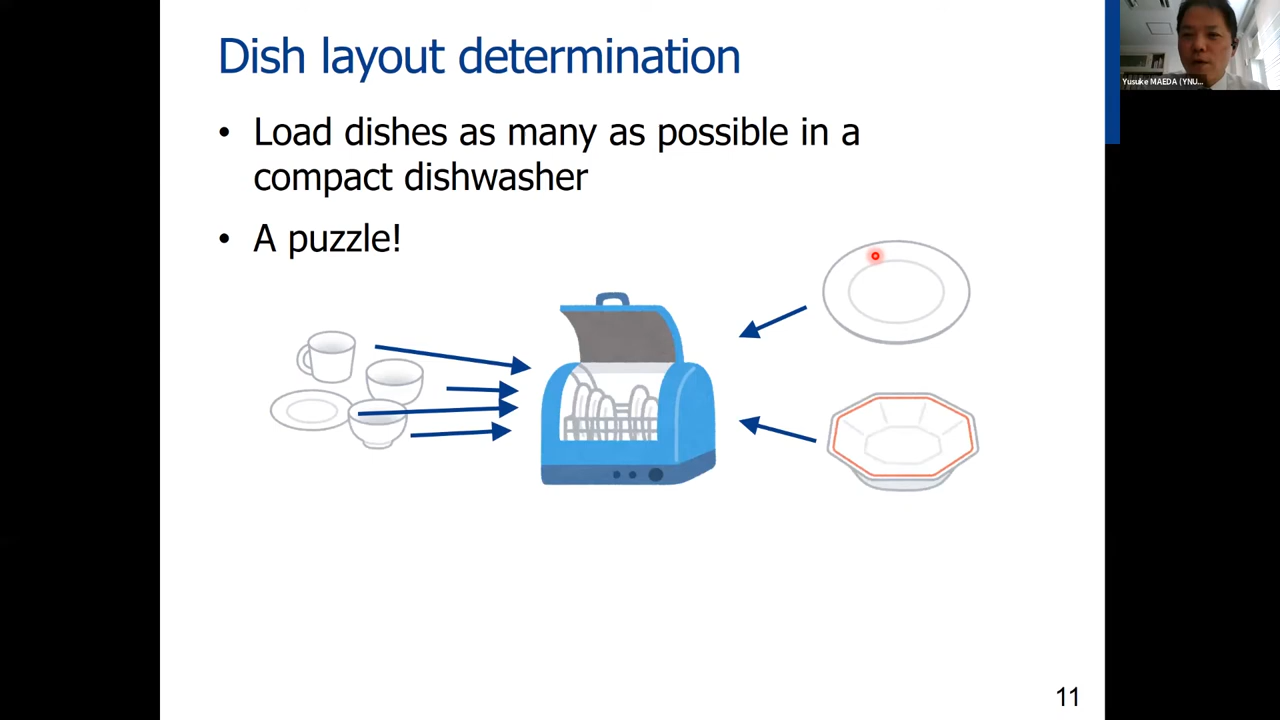 Dish layout determination
• Load dishes as many as possible in a
compact dishwasher
• A puzzle!
11
Yusuke MAEDA (YNU...